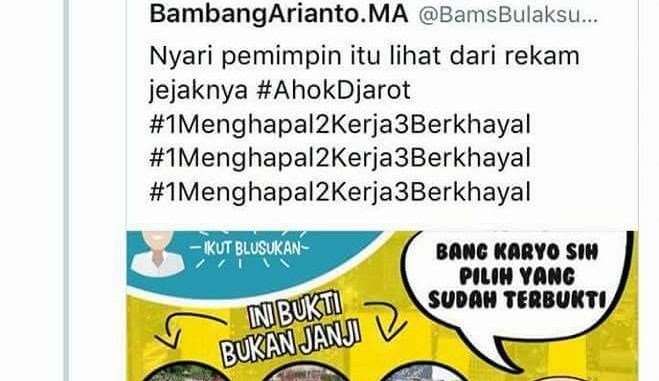 BambangArianto.MA @BamsBulaksu...
Nyari pemimpin itu lihat dari rekam
jejaknya #AhokDjarot
#1Menghapal2Kerja3Berkhayal
#1Menghapal2Kerja3Berkhayal
#1Menghapal2Kerja3Berkhayal
IKUT BLUSUKAN
BANG KARYO SIH
PILIH YANG
SUDAH TERBUKTI
INI BUKTI
BUKAN JANJI